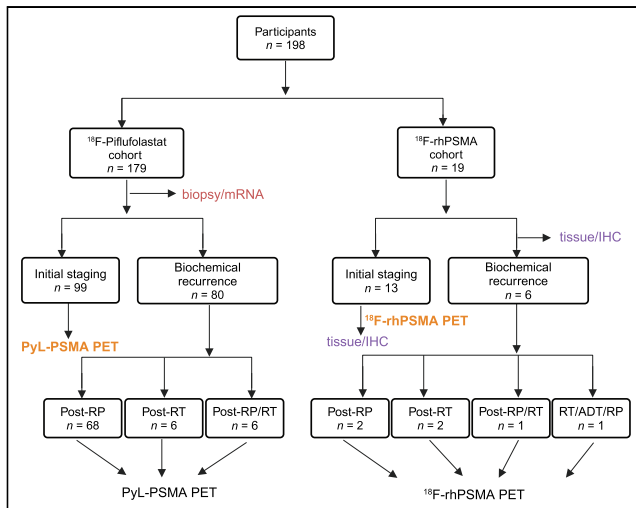 Participants
n = 198
18F-Piflufolastat
cohort
n = 179
18F-rhPSMA
cohort
n = 19
biopsy/mRNA
tissue/IHC
Initial staging
n = 99
Biochemical
recurrence
n = 80
Initial staging
n = 13
Biochemical
recurrence
n = 6
PyL-PSMA PET
18F-rhPSMA PET
tissue/IHC
Post-RP
n = 68
Post-RT
n = 6
Post-RP/RT
n = 6
Post-RP
n = 2
Post-RT
n = 2
Post-RP/RT
n = 1
RT/ADT/RP
n = 1
PyL-PSMA PET
18F-rhPSMA PET